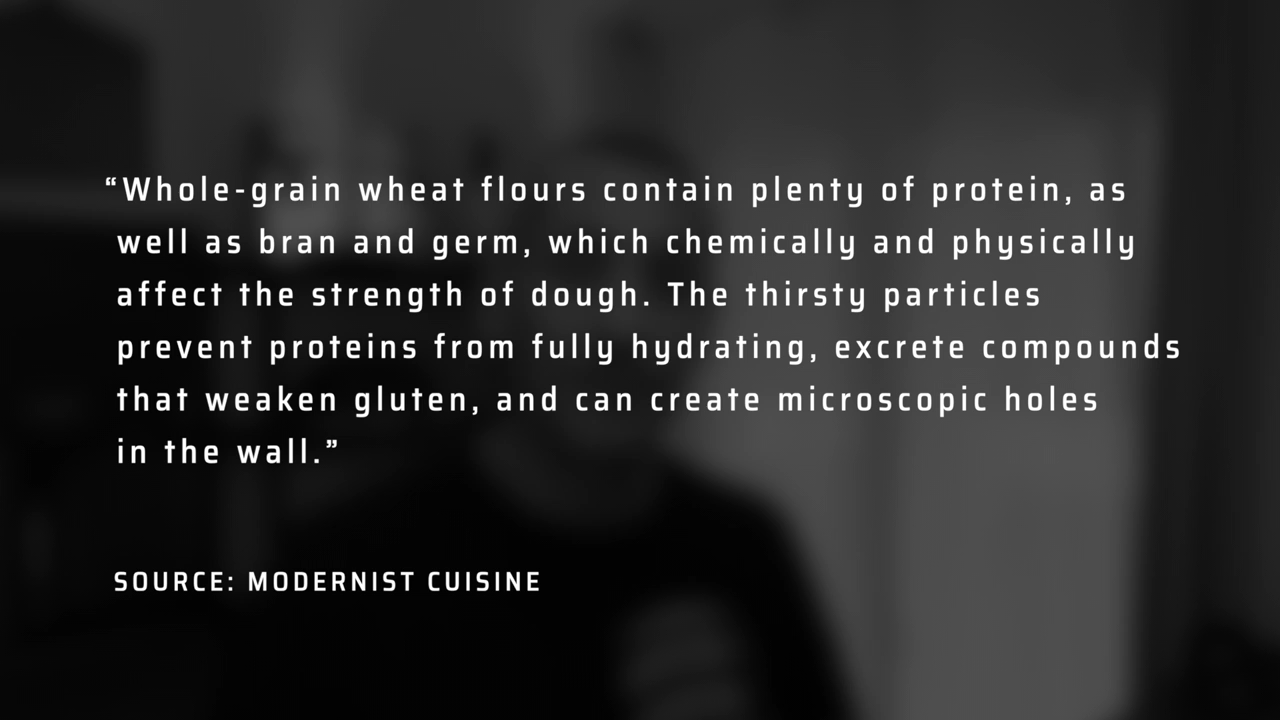 “Whole-grain wheat flours contain plenty of protein, as
well as bran and germ, which chemically and physically
affect the strength of dough. The thirsty particles
prevent proteins from fully hydrating, excrete compounds
that weaken gluten, and can create microscopic holes
in the wall.”
SOURCE: MODERNIST CUISINE